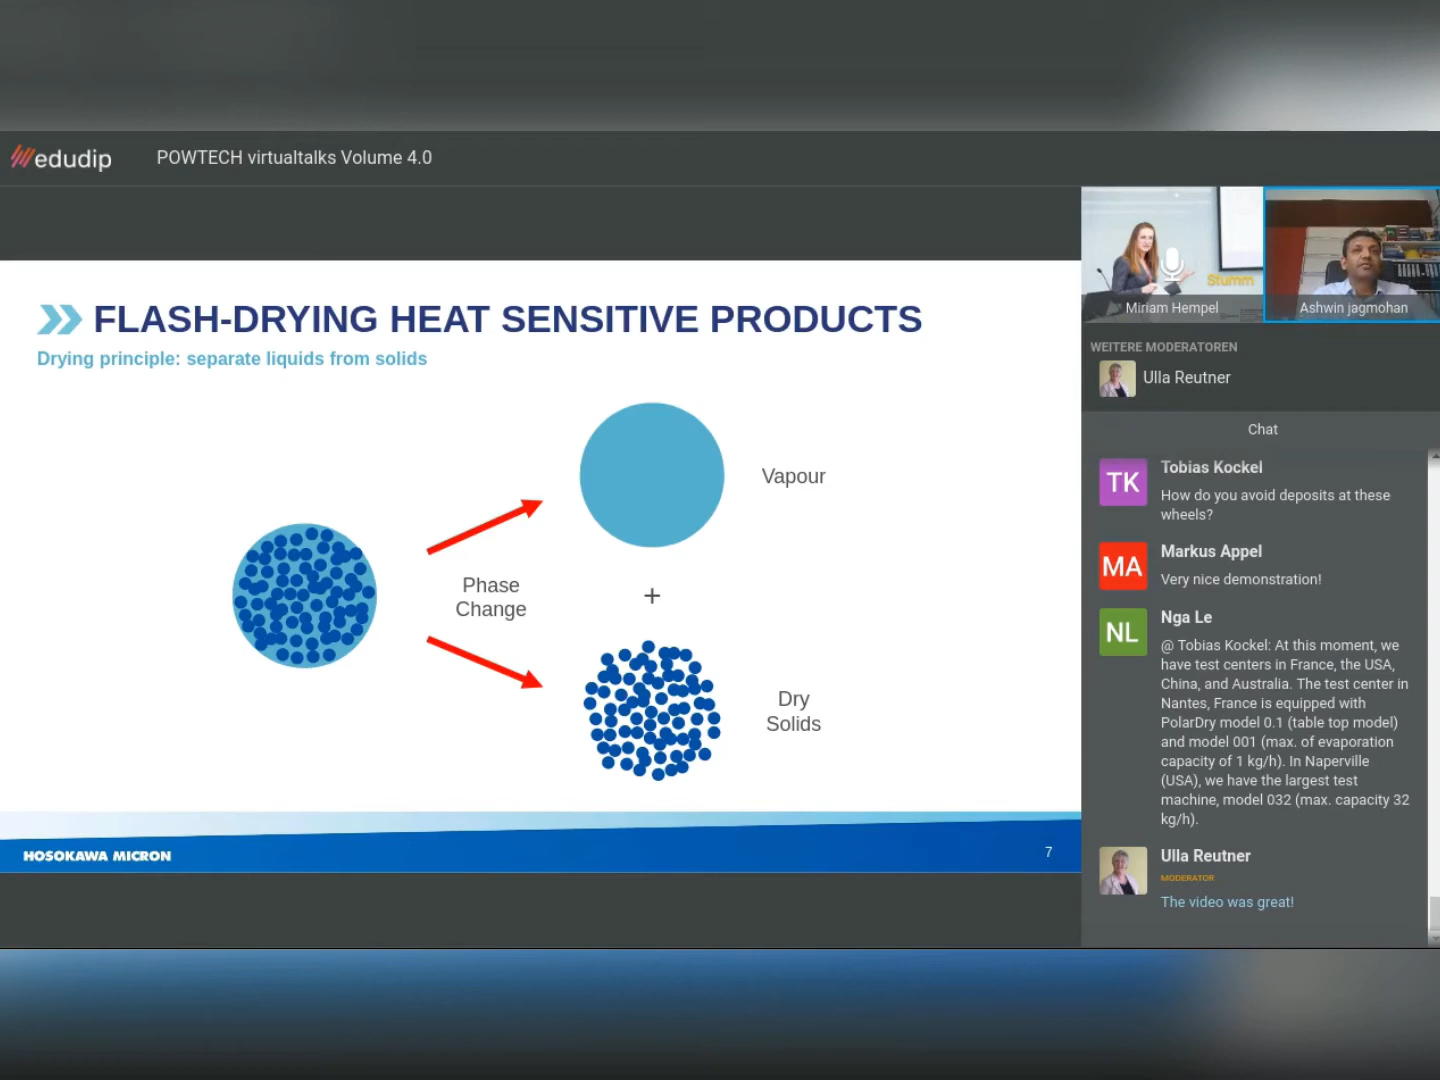 edudip
POWTECH virtualtalks Volume 4.0
FLASH-DRYING HEAT SENSITIVE PRODUCTS
Drying principle: separate liquids from solids
Vapour
Phase
Change
+
Dry
Solids
HOSOKAWA MICRON
7
Stumm
Miriam Hempel
Ashwin jagmohan
WEITERE MODERATOREN
Ulla Reutner
Chat
TK
Tobias Kockel
How do you avoid deposits at these
wheels?
MA
Markus Appel
Very nice demonstration!
NL
Nga Le
@ Tobias Kockel: At this moment, we
have test centers in France, the USA,
China, and Australia. The test center in
Nantes, France is equipped with
PolarDry model 0.1 (table top model)
and model 001 (max. of evaporation
capacity of 1 kg/h). In Naperville
(USA), we have the largest test
machine, model 032 (max. capacity 32
kg/h).
Ulla Reutner
MODERATOR
The video was great!